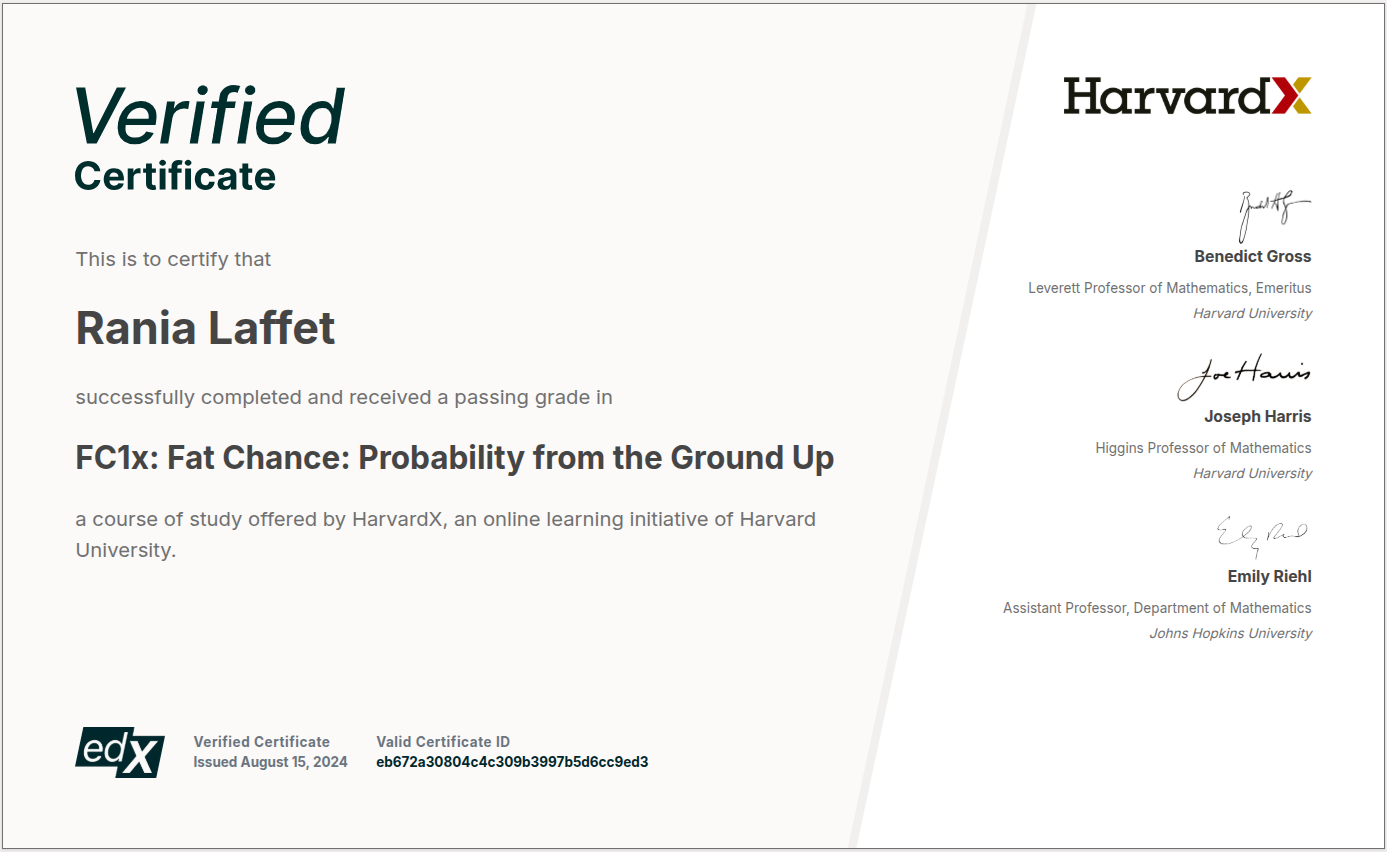 Verified
Certificate
This is to certify that
Rania Laffet
successfully completed and received a passing grade in
FC1x: Fat Chance: Probability from the Ground Up
a course of study offered by HarvardX, an online learning initiative of Harvard
University.
edX
Verified Certificate
Issued August 15, 2024
Valid Certificate ID
eb672a30804c4c309b3997b5d6cc9ed3
HarvardX
Benedict Gross
Leverett Professor of Mathematics, Emeritus
Harvard University
Joe Harris
Joseph Harris
Higgins Professor of Mathematics
Harvard University
Emily Riehl
Assistant Professor, Department of Mathematics
Johns Hopkins University